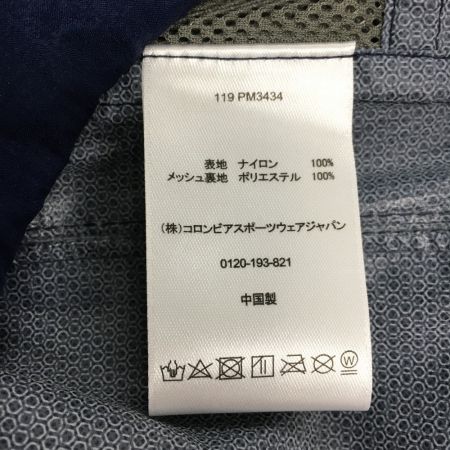 119 PM3434
表地 ナイロン 100%
メッシュ裏地 ポリエステル 100%
(株)コロンビアスポーツウェアジャパン
0120-193-821
中国製
W